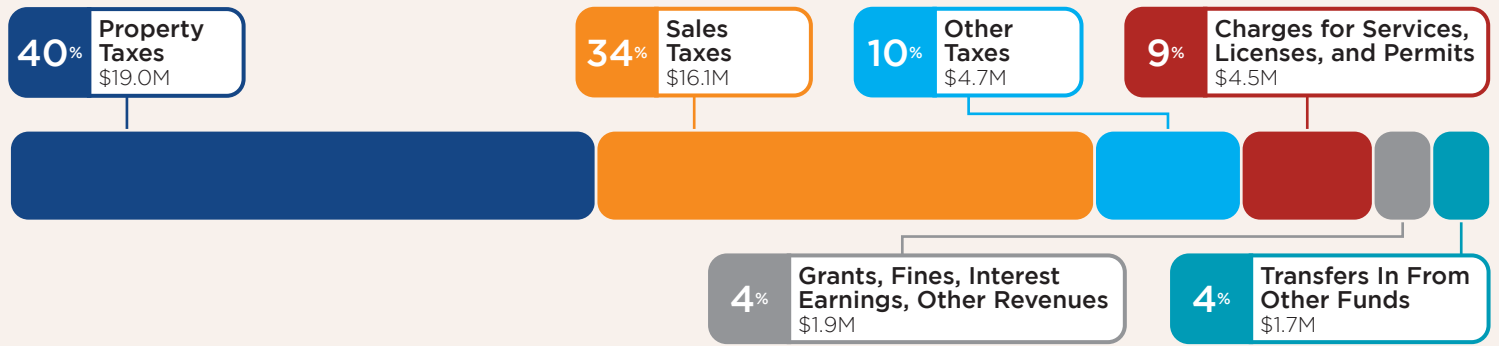 40%
Property
Taxes
$19.0M
34%
Sales
Taxes
$16.1M
10%
Other
Taxes
$4.7M
9%
Charges for Services,
Licenses, and Permits
$4.5M
4%
Grants, Fines, Interest
Earnings, Other Revenues
$1.9M
4%
Transfers In From
Other Funds
$1.7M